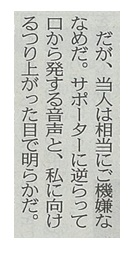 だが、当人は相当にご機嫌な
なめだ。サポーターに逆らって
口から発する音声と、私に向け
るつり上がった目で明らかだ。